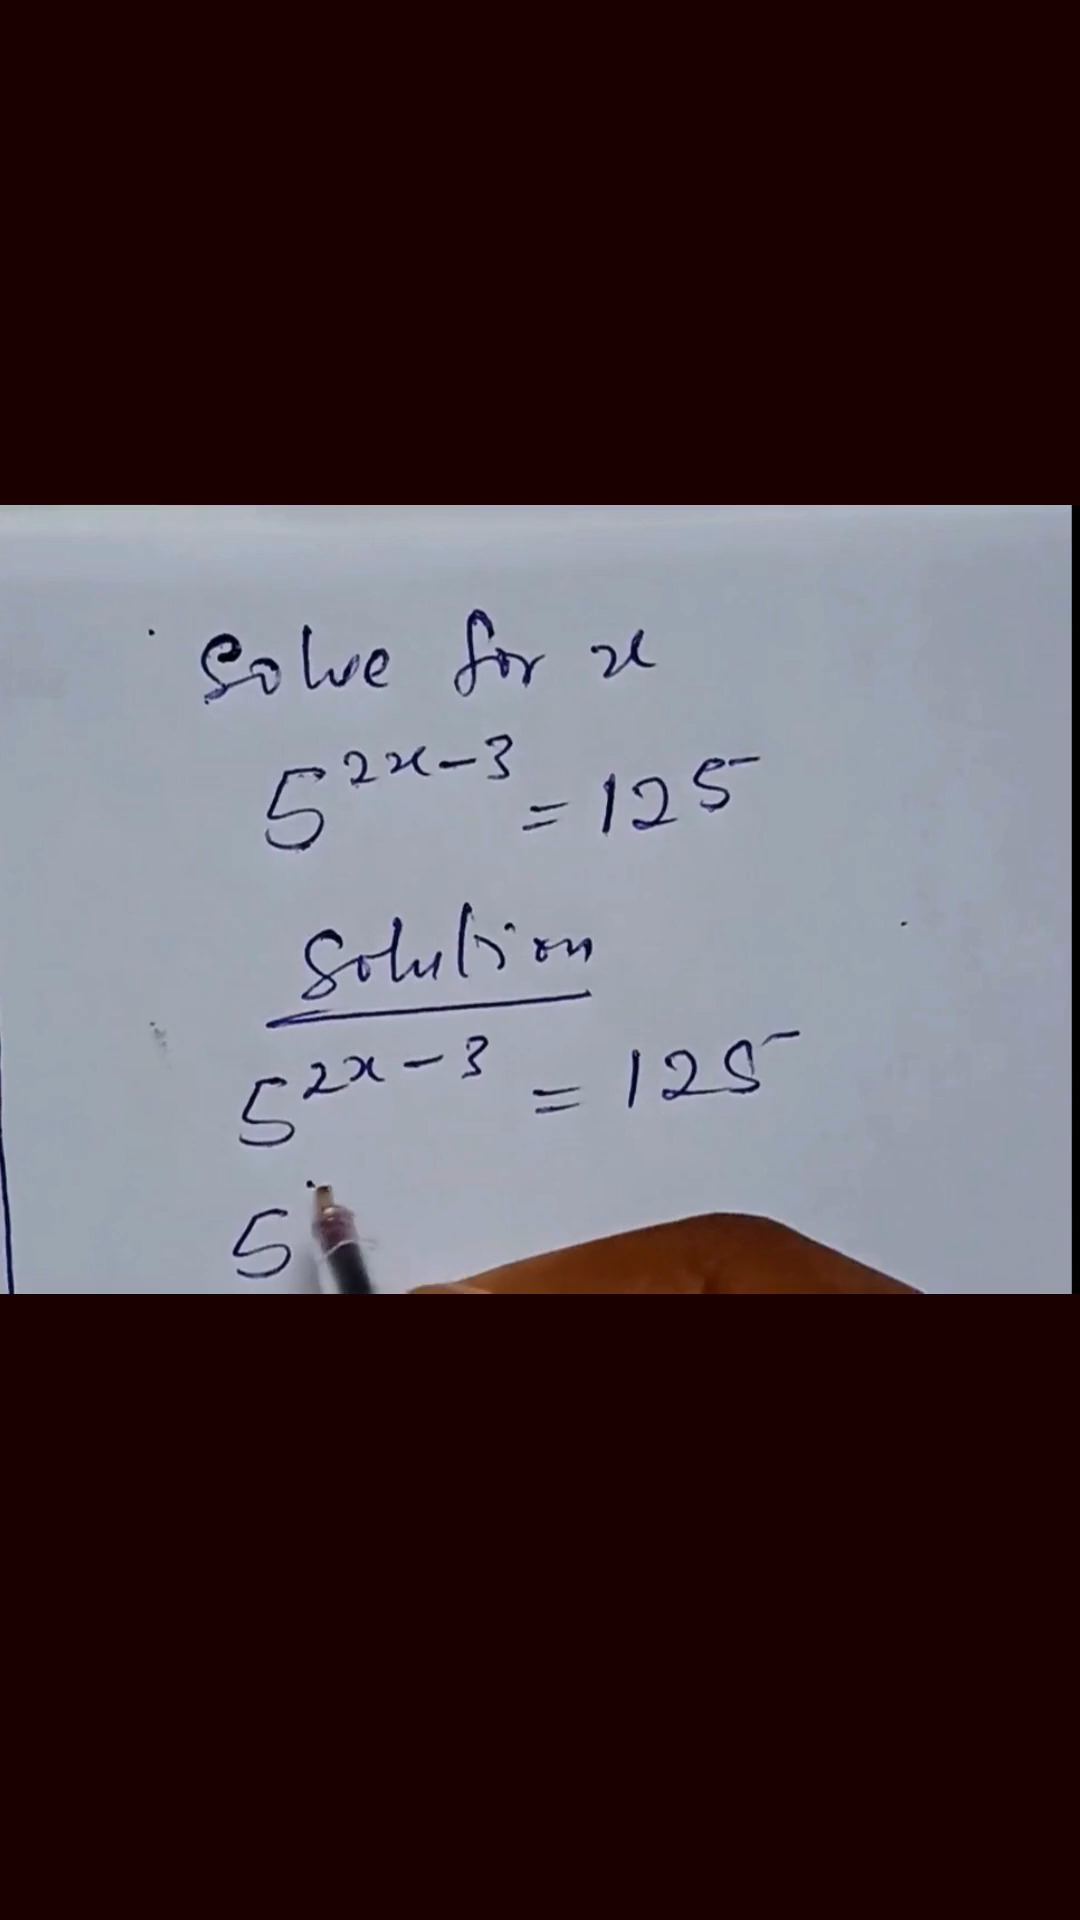 Solve for x
5^{2x-3} = 125
Solution
5^{2x-3} = 125
5